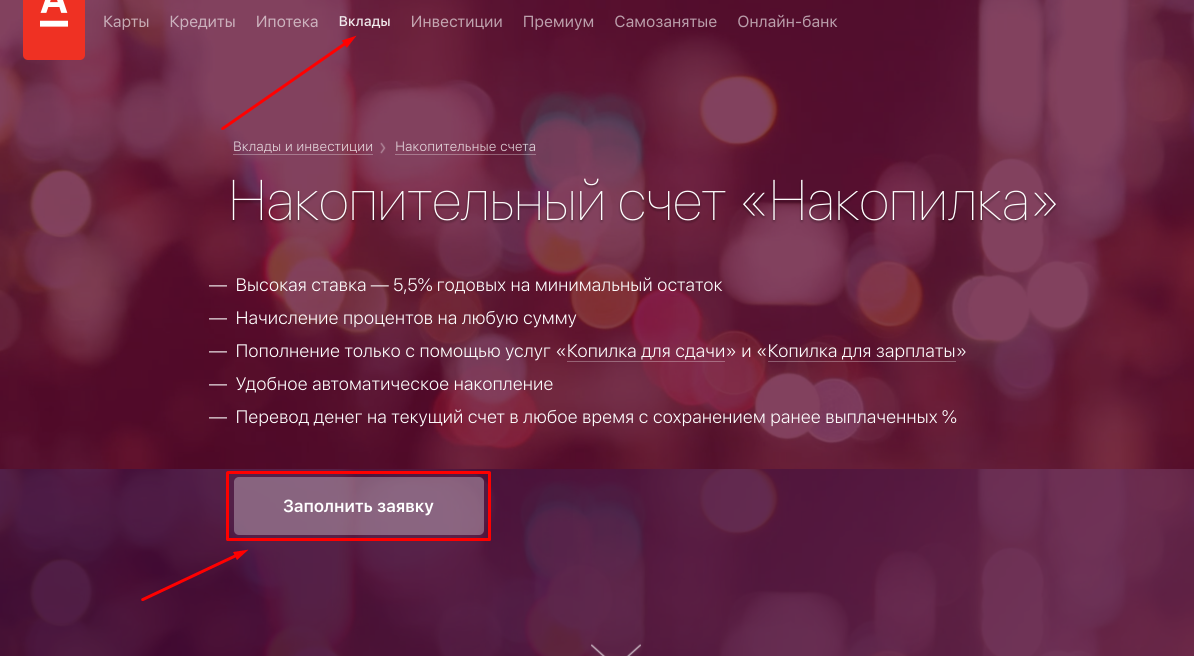 А
Карты Кредиты Ипотека Вклады Инвестиции Премиум Самозанятые Онлайн-банк
Вклады и инвестиции › Накопительные счета
Накопительный счет «Накопилка»
— Высокая ставка — 5,5% годовых на минимальный остаток
— Начисление процентов на любую сумму
— Пополнение только с помощью услуг «Копилка для сдачи» и «Копилка для зарплаты»
— Удобное автоматическое накопление
— Перевод денег на текущий счет в любое время с сохранением ранее выплаченных %
Заполнить заявку